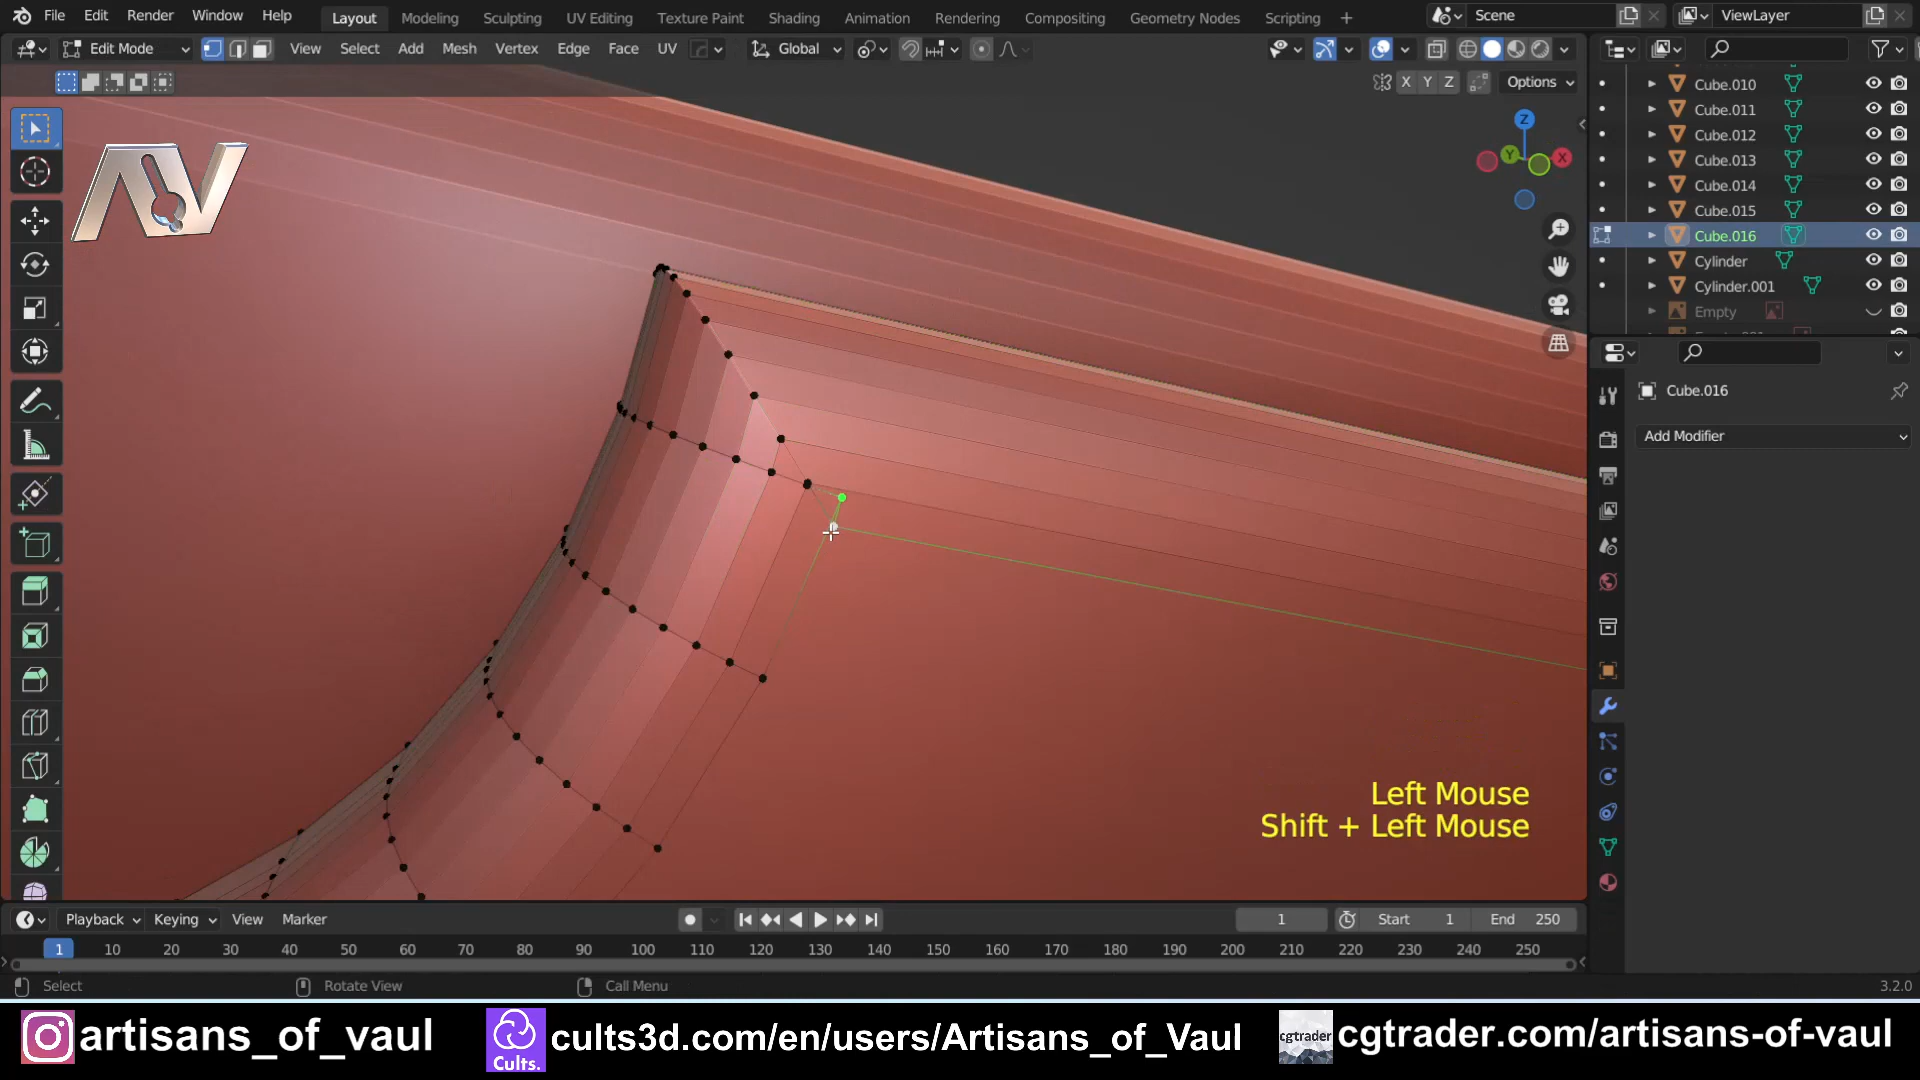 File Edit Render Window Help Layout Modeling Sculpting UV Editing Texture Paint Shading Animation Rendering Compositing Geometry Nodes Scripting + Scene ViewLayer
Edit Mode View Select Add Mesh Vertex Edge Face UV Global
X Y Z Options
Cube.010
Cube.011
Cube.012
Cube.013
Cube.014
Cube.015
Cube.016
Cylinder
Cylinder.001
Empty
Z
Y
X
AV
Cube.016
Add Modifier
Left Mouse
Shift + Left Mouse
Playback Keying View Marker 1 Start 1 End 250
1 10 20 30 40 50 60 70 80 90 100 110 120 130 140 150 160 170 180 190 200 210 220 230 240 250
Select Rotate View Call Menu 3.2.0
artisans_of_vaul Cults. cults3d.com/en/users/Artisans_of_Vaul cgtrader cgtrader.com/artisans-of-vaul